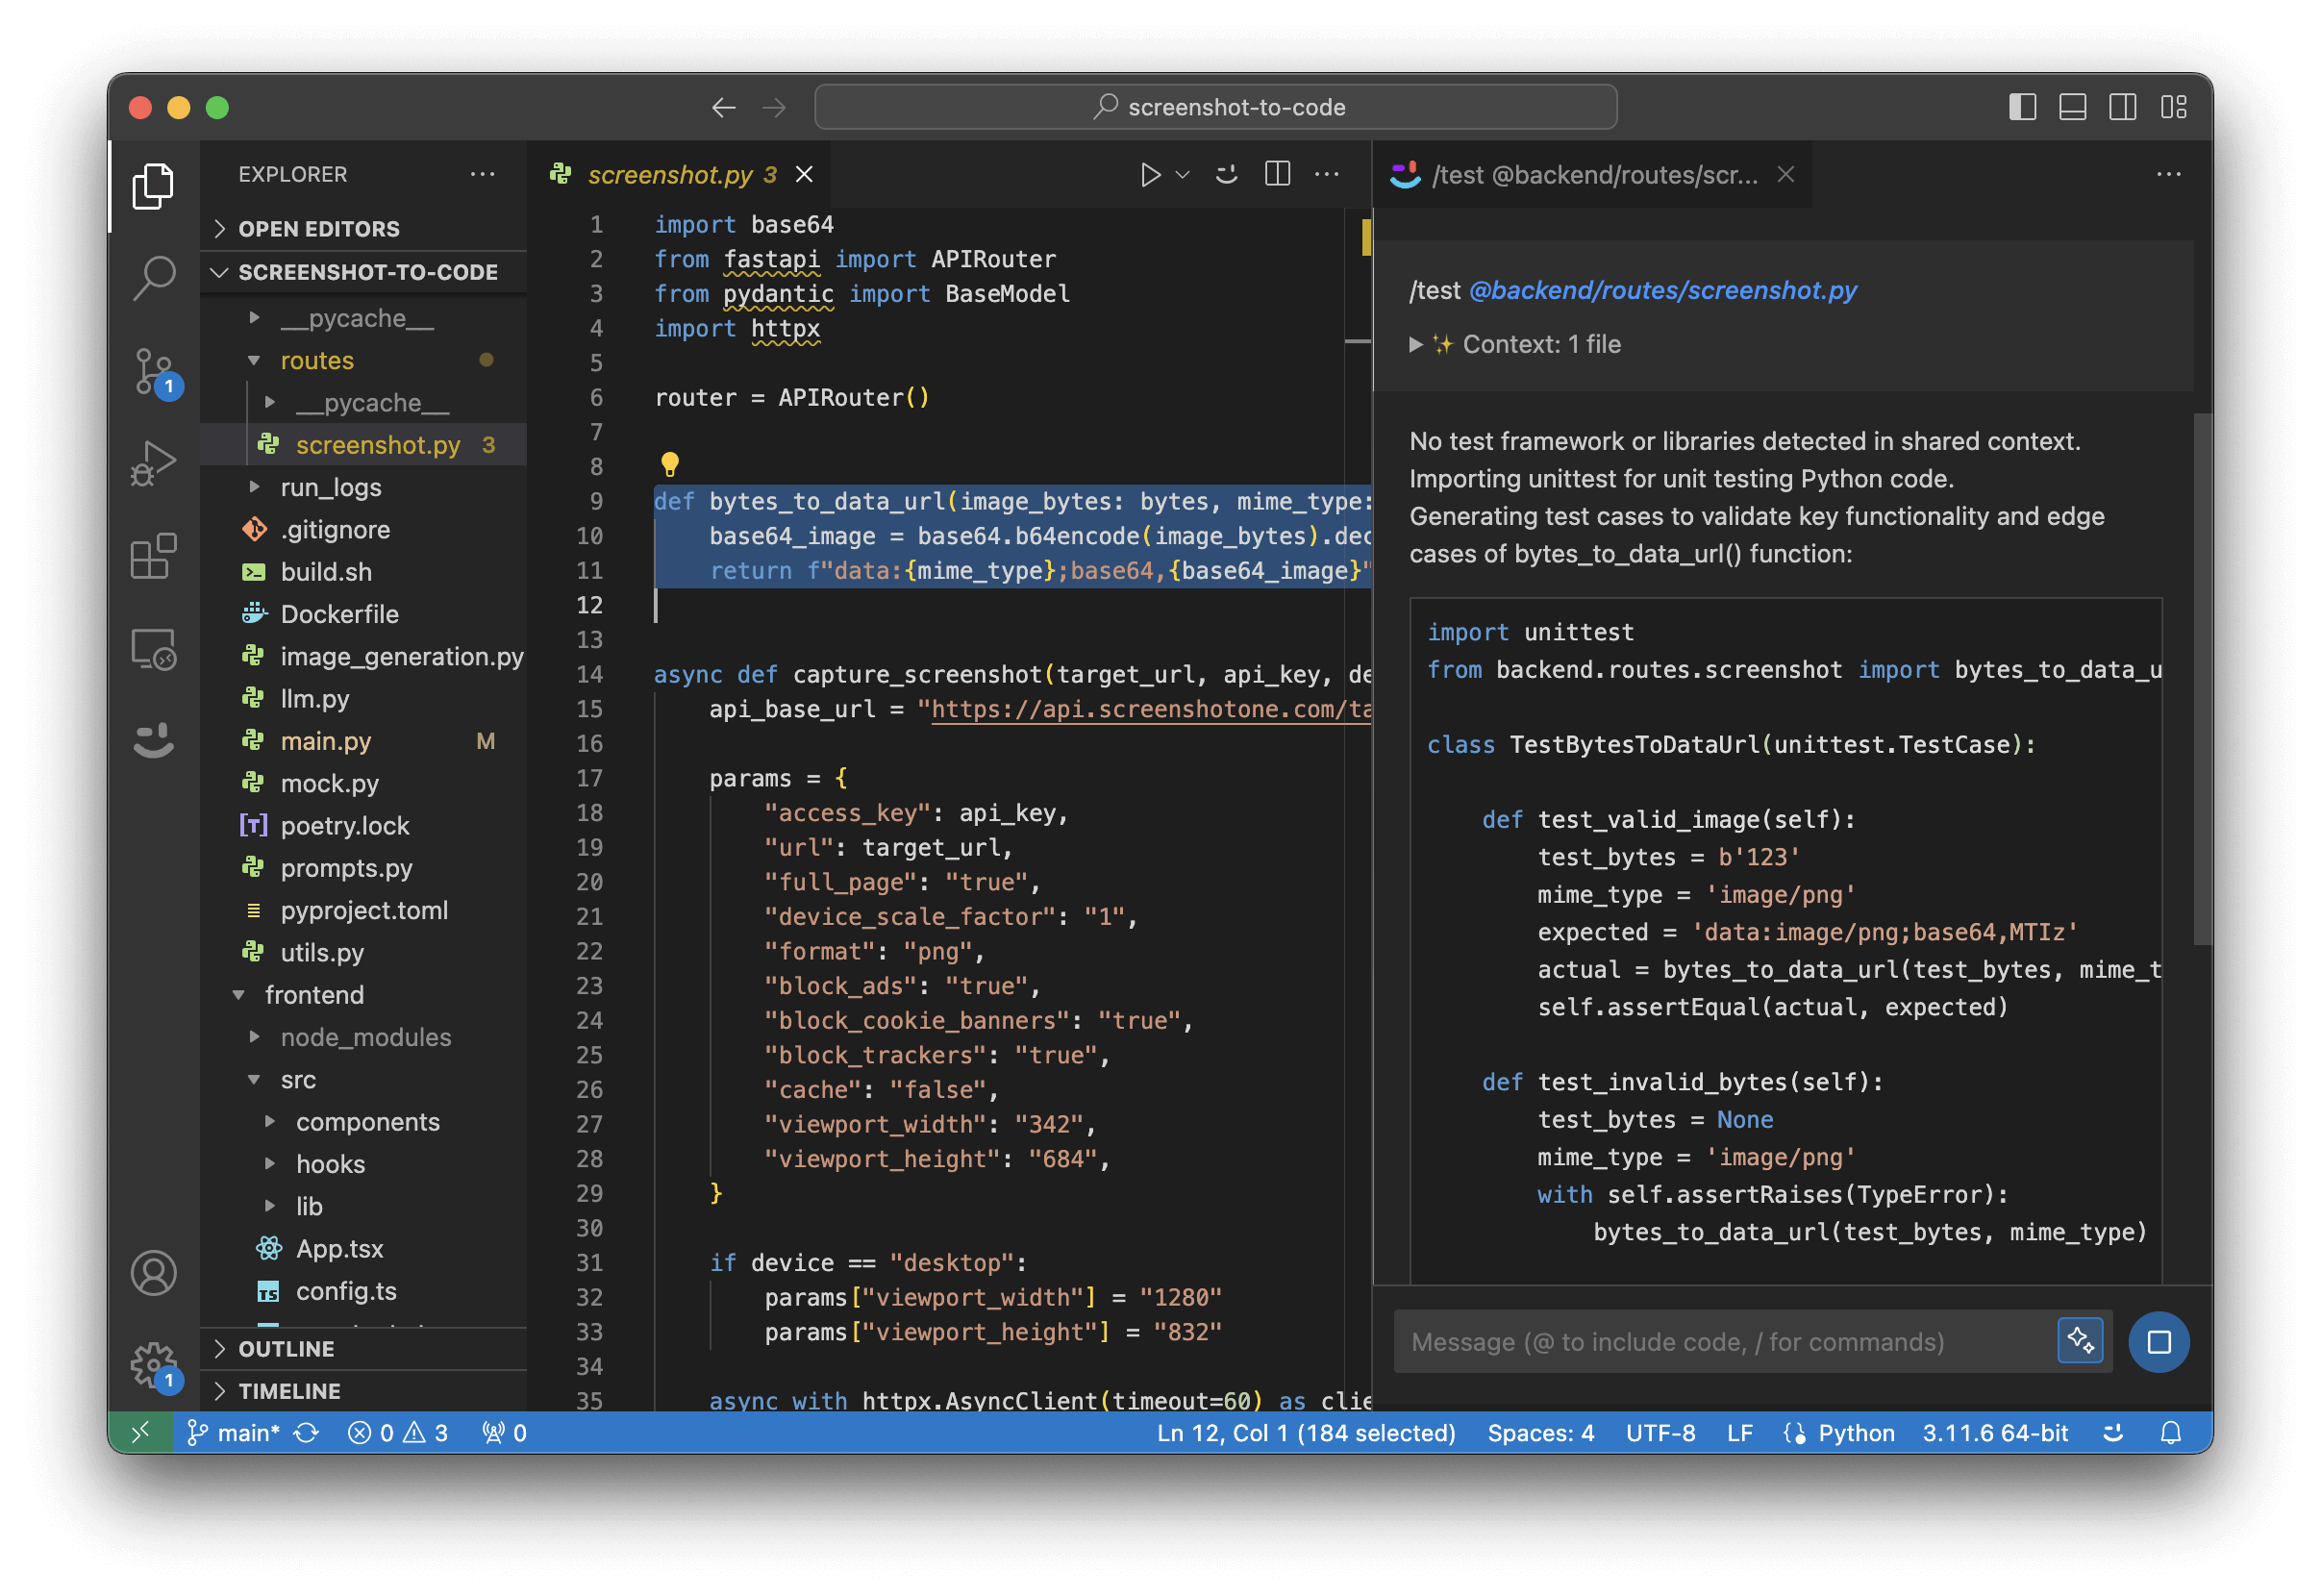 screenshot-to-code
EXPLORER
OPEN EDITORS
SCREENSHOT-TO-CODE
__pycache__
routes
__pycache__
screenshot.py 3
run_logs
.gitignore
build.sh
Dockerfile
image_generation.py
llm.py
main.py M
mock.py
poetry.lock
prompts.py
pyproject.toml
utils.py
frontend
node_modules
src
components
hooks
lib
App.tsx
TS config.ts
OUTLINE
TIMELINE
1
1
screenshot.py 3
1 import base64
2 from fastapi import APIRouter
3 from pydantic import BaseModel
4 import httpx
5
6 router = APIRouter()
7
8
9 def bytes_to_data_url(image_bytes: bytes, mime_type:
10 base64_image = base64.b64encode(image_bytes).dec
11 return f"data:{mime_type};base64,{base64_image}"
12
13
14 async def capture_screenshot(target_url, api_key, de
15 api_base_url = "https://api.screenshotone.com/ta
16
17 params = {
18 "access_key": api_key,
19 "url": target_url,
20 "full_page": "true",
21 "device_scale_factor": "1",
22 "format": "png",
23 "block_ads": "true",
24 "block_cookie_banners": "true",
25 "block_trackers": "true",
26 "cache": "false",
27 "viewport_width": "342",
28 "viewport_height": "684",
29 }
30
31 if device == "desktop":
32 params["viewport_width"] = "1280"
33 params["viewport_height"] = "832"
34
35 async with httpx.AsyncClient(timeout=60) as clie
/test @backend/routes/scr...
/test @backend/routes/screenshot.py
Context: 1 file
No test framework or libraries detected in shared context.
Importing unittest for unit testing Python code.
Generating test cases to validate key functionality and edge
cases of bytes_to_data_url() function:
import unittest
from backend.routes.screenshot import bytes_to_data_u
class TestBytesToDataUrl(unittest.TestCase):
def test_valid_image(self):
test_bytes = b'123'
mime_type = 'image/png'
expected = 'data:image/png;base64,MTIz'
actual = bytes_to_data_url(test_bytes, mime_t
self.assertEqual(actual, expected)
def test_invalid_bytes(self):
test_bytes = None
mime_type = 'image/png'
with self.assertRaises(TypeError):
bytes_to_data_url(test_bytes, mime_type)
Message (@ to include code, / for commands)
main* 0 3 0 Ln 12, Col 1 (184 selected) Spaces: 4 UTF-8 LF Python 3.11.6 64-bit